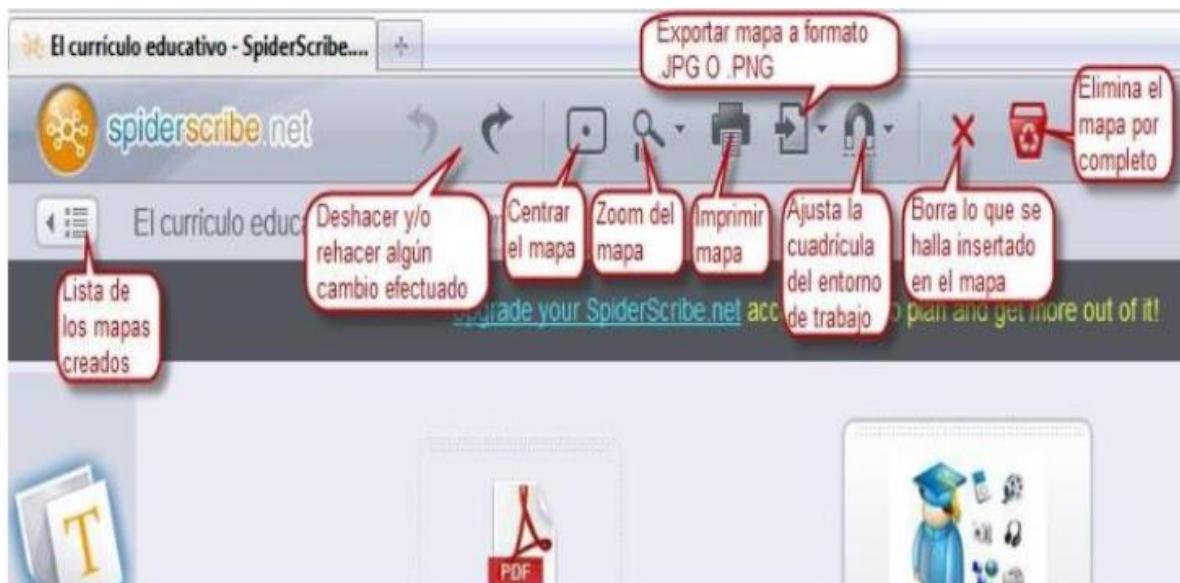 El currículo educativo - SpiderScribe....
Exportar mapa a formato
.JPG O .PNG
spiderscribe.net
Elimina el
mapa por
completo
El curriculo educ
Deshacer y/o
rehacer algún
cambio efectuado
Centrar
el mapa
Zoom del
mapa
Imprimir
mapa
Ajusta la
cuadrícula
del entorno
de trabajo
Borra lo que se
halla insertado
en el mapa
Lista de
los mapas
creados
Upgrade your SpiderScribe.net acc
plan and get more out of it!
T
PDF